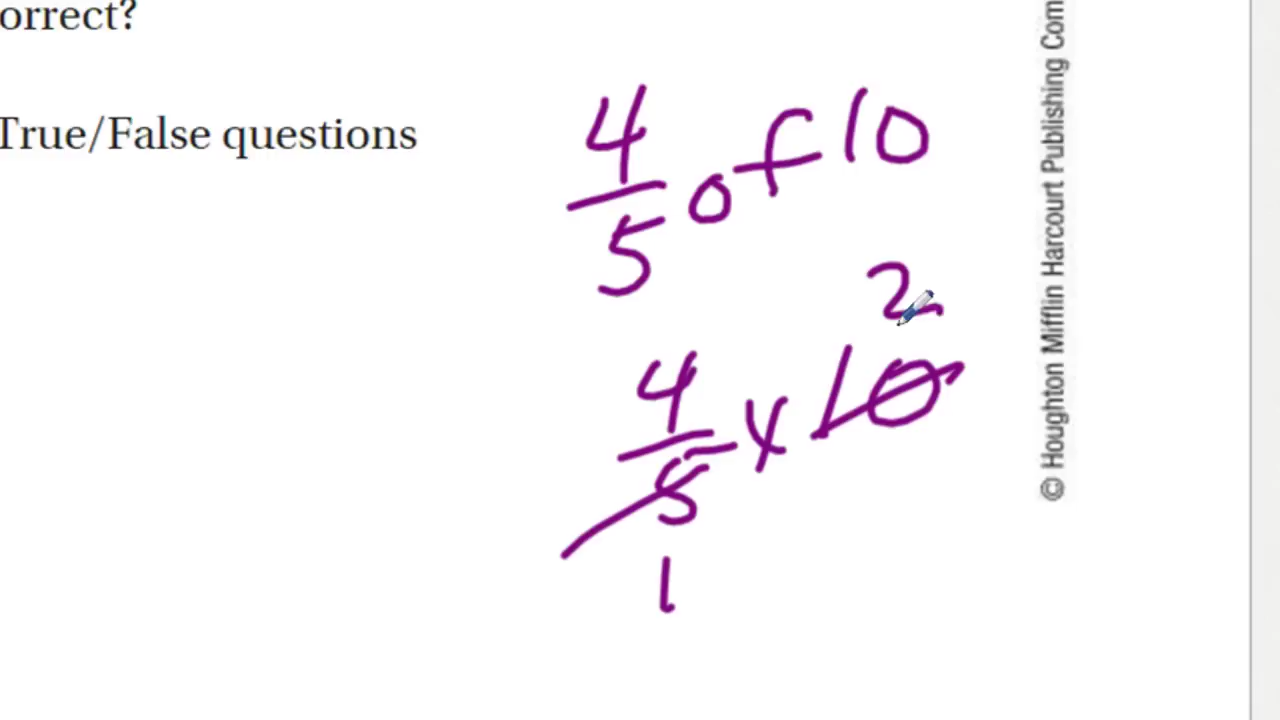 orrect?
True/False questions
4/5 of 10
2
4/5 x 10
1
© Houghton Mifflin Harcourt Publishing Com